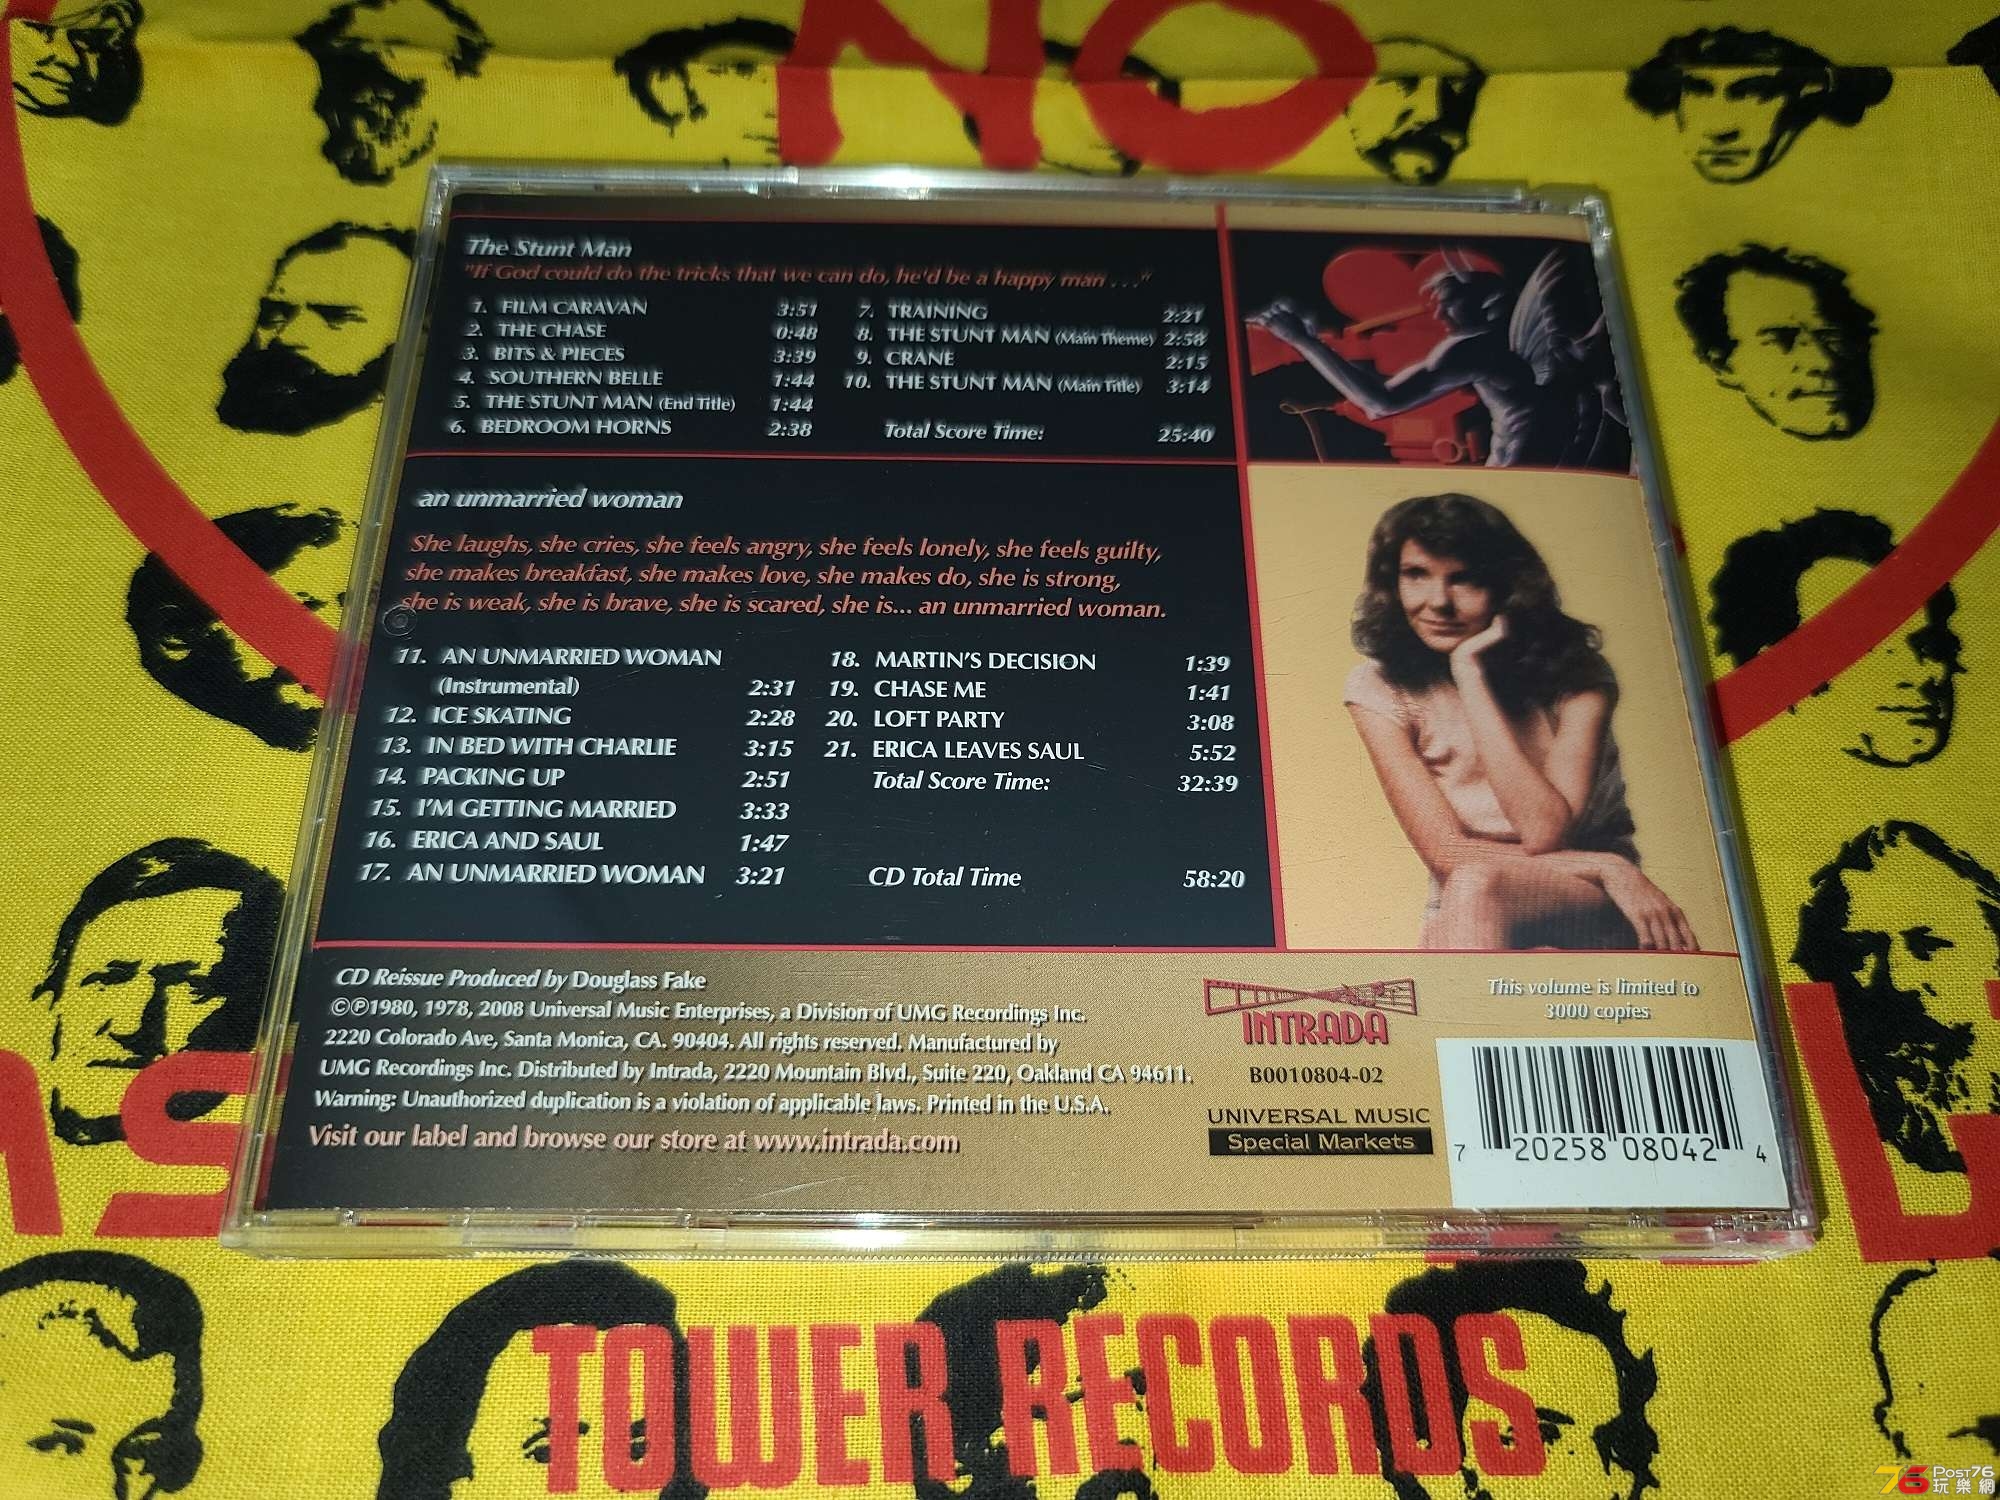 NO
The Stunt Man
"If God could do the tricks that we can do, he'd be a happy man . . ."
1. FILM CARAVAN 3:51
2. THE CHASE 0:48
3. BITS & PIECES 3:39
4. SOUTHERN BELLE 1:44
5. THE STUNT MAN (End Title) 1:44
6. BEDROOM HORNS 2:38
7. TRAINING 2:21
8. THE STUNT MAN (Main Theme) 2:58
9. CRANE 2:15
10. THE STUNT MAN (Main Title) 3:14
Total Score Time: 25:40
an unmarried woman
She laughs, she cries, she feels angry, she feels lonely, she feels guilty,
she makes breakfast, she makes love, she makes do, she is strong,
she is weak, she is brave, she is scared, she is... an unmarried woman.
11. AN UNMARRIED WOMAN
(Instrumental) 2:31
12. ICE SKATING 2:28
13. IN BED WITH CHARLIE 3:15
14. PACKING UP 2:51
15. I'M GETTING MARRIED 3:33
16. ERICA AND SAUL 1:47
17. AN UNMARRIED WOMAN 3:21
18. MARTIN'S DECISION 1:39
19. CHASE ME 1:41
20. LOFT PARTY 3:08
21. ERICA LEAVES SAUL 5:52
Total Score Time: 32:39
CD Total Time 58:20
CD Reissue Produced by Douglass Fake
©℗1980, 1978, 2008 Universal Music Enterprises, a Division of UMG Recordings Inc.
2220 Colorado Ave, Santa Monica, CA. 90404. All rights reserved. Manufactured by
UMG Recordings Inc. Distributed by Intrada, 2220 Mountain Blvd., Suite 220, Oakland CA 94611.
Warning: Unauthorized duplication is a violation of applicable laws. Printed in the U.S.A.
Visit our label and browse our store at www.intrada.com
INTRADA
B0010804-02
UNIVERSAL MUSIC
Special Markets
This volume is limited to
3000 copies
7 20258 08042 4
TOWER RECORDS
76 POST76
玩樂網